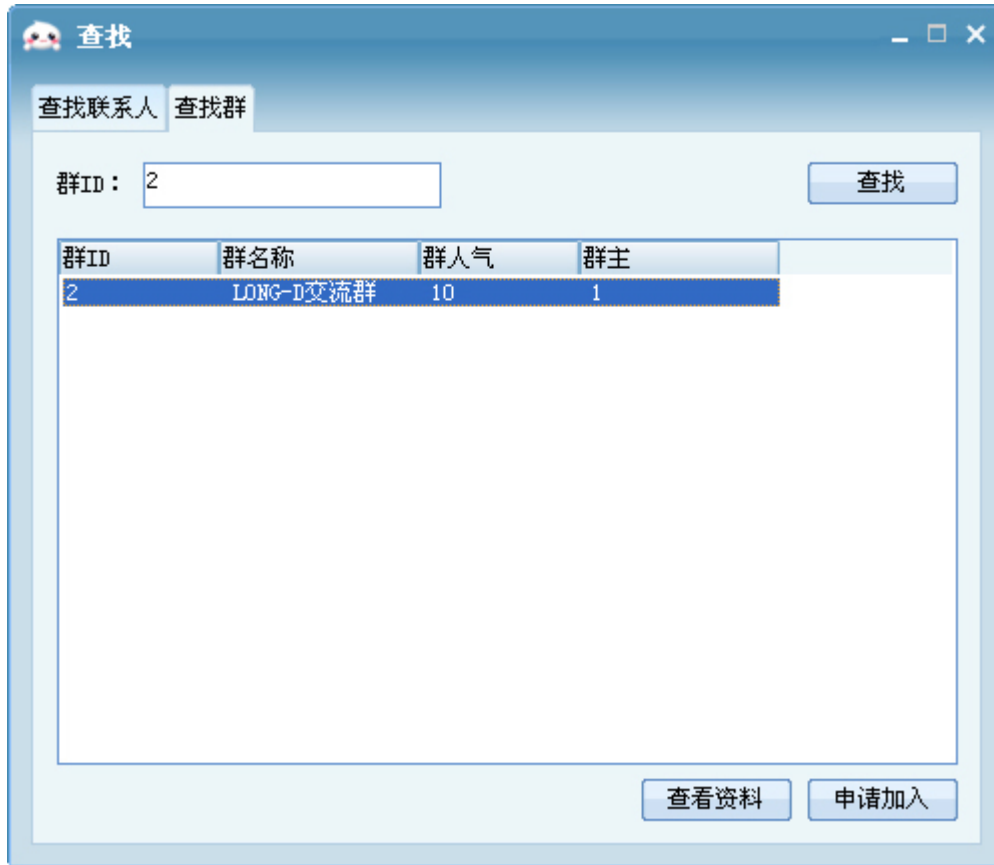 查找
查找联系人 查找群
群ID： 2 查找
群ID 群名称 群人气 群主
2 LONG-D交流群 10 1
查看资料 申请加入